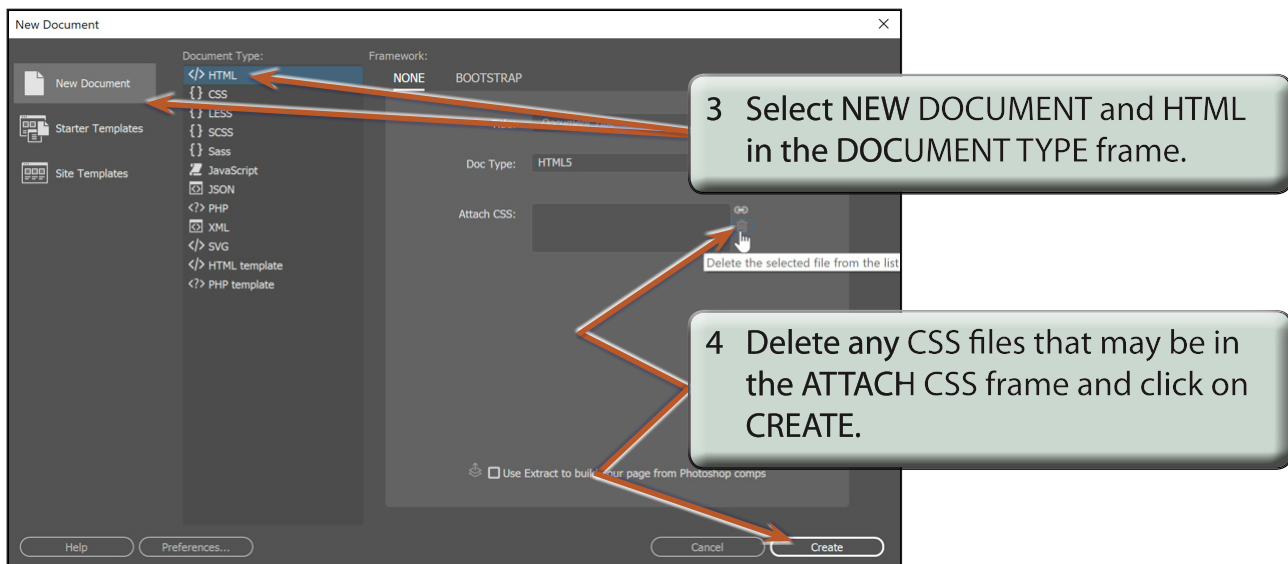 New Document
Document Type:
Framework:
New Document
Starter Templates
Site Templates
</> HTML
{} CSS
{} LESS
{} SCSS
{} Sass
JavaScript
JSON
<?> PHP
XML
</> SVG
</> HTML template
<?> PHP template
NONE BOOTSTRAP
Doc Type: HTML5
Attach CSS:
Delete the selected file from the list
Use Extract to build your page from Photoshop comps
Help
Preferences...
Cancel
Create
3 Select NEW DOCUMENT and HTML
in the DOCUMENT TYPE frame.
4 Delete any CSS files that may be in
the ATTACH CSS frame and click on
CREATE.